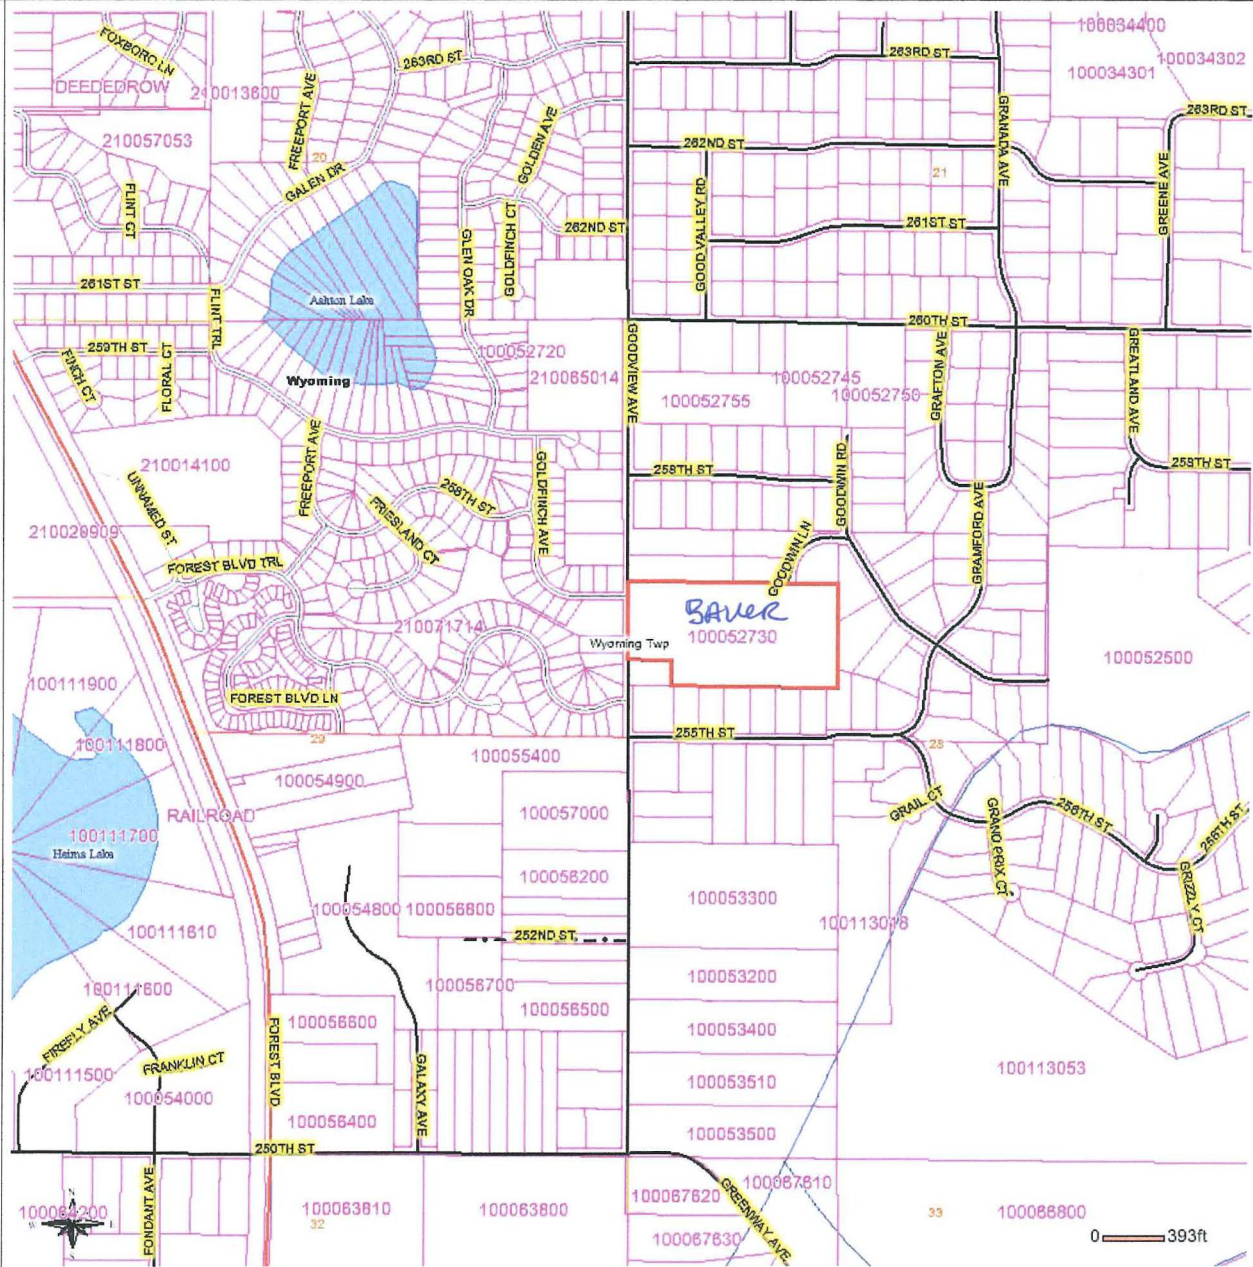 FOXBORO LN
DEEDEDROW
210013600
210057053
FREEPORT AVE
263RD ST
GOLDEN AVE
20
GALEN DR
FLINT CT
GOLDFINCH CT
262ND ST
GLEN OAK DR
261ST ST
FLINT TRL
Ashton Lake
259TH ST
FINCH CT
FLORAL CT
Wyoming
100052720
210065014
GOODVIEW AVE
263RD ST
100034400
100034301
100034302
263RD ST
GRANADA AVE
262ND ST
21
GREENE AVE
GOOD VALLEY RD
261ST ST
260TH ST
GRAFTON AVE
GREATLAND AVE
100052745
100052750
100052755
258TH ST
GOODWIN RD
GOODWIN LN
GRAMFORD AVE
210014100
UNNAMED ST
210020909
FREEPORT AVE
258TH ST
FRIESLAND CT
GOLDFINCH AVE
FOREST BLVD TRL
210071714
Wyoming Twp
BAUER
100052730
100052500
100111900
FOREST BLVD LN
100111800
29
255TH ST
28
100055400
100054900
RAILROAD
100111700
Heims Lake
100057000
100056200
GRAIL CT
GRAND PRIX CT
256TH ST
256TH ST
GRIZZLY CT
100054800
100056800
100053300
100113018
100111610
252ND ST
100111600
100056700
100053200
100056500
FIREFLY AVE
FRANKLIN CT
FOREST BLVD
100056600
100053400
100111500
100054000
GALAXY AVE
100053510
100113053
100056400
100053500
250TH ST
FONDANT AVE
100063810
32
100063800
100067620
100067610
GREENWAY AVE
100067630
33
100066800
0
393ft